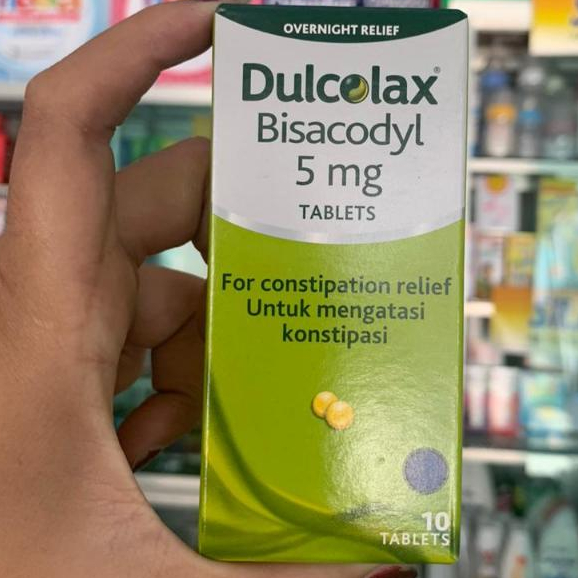 OVERNIGHT RELIEF
Dulcolax®
Bisacodyl
5 mg
TABLETS
For constipation relief
Untuk mengatasi
konstipasi
10
TABLETS